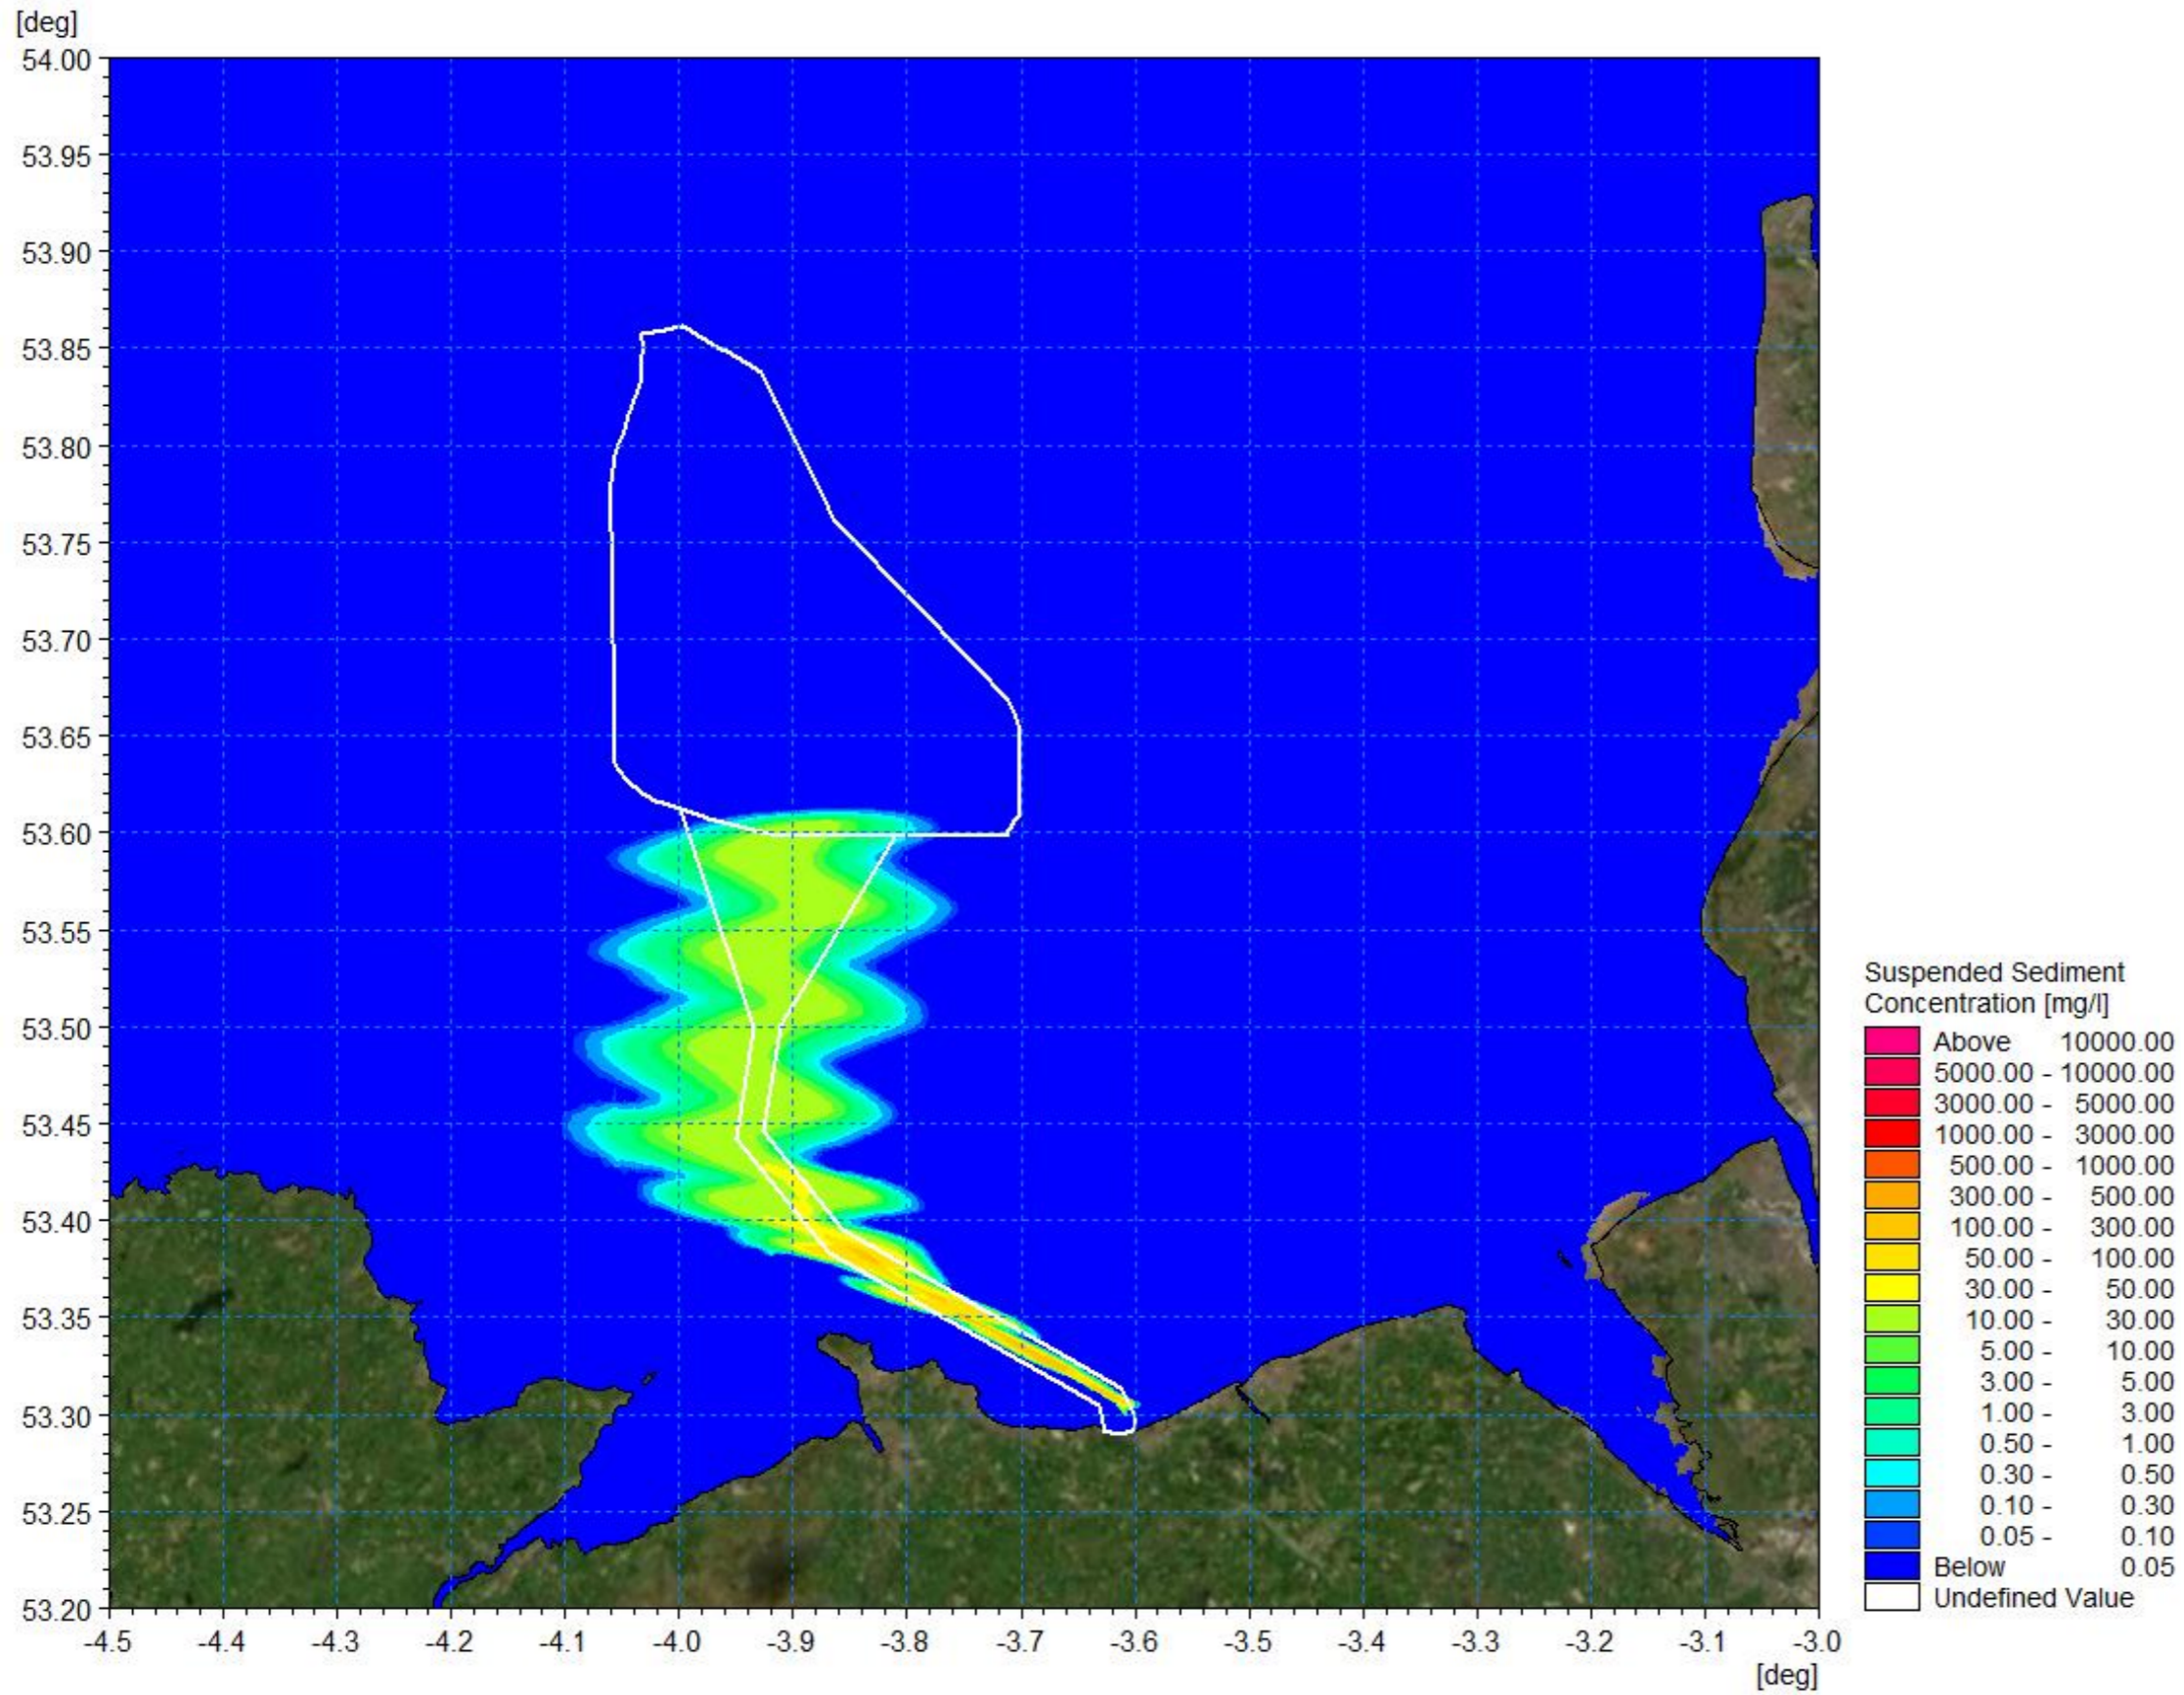 [deg]
54.00
53.95
53.90
53.85
53.80
53.75
53.70
53.65
53.60
53.55
53.50
53.45
53.40
53.35
53.30
53.25
53.20
-4.5 -4.4 -4.3 -4.2 -4.1 -4.0 -3.9 -3.8 -3.7 -3.6 -3.5 -3.4 -3.3 -3.2 -3.1 -3.0
[deg]
Suspended Sediment
Concentration [mg/l]
Above 10000.00
5000.00 - 10000.00
3000.00 - 5000.00
1000.00 - 3000.00
500.00 - 1000.00
300.00 - 500.00
100.00 - 300.00
50.00 - 100.00
30.00 - 50.00
10.00 - 30.00
5.00 - 10.00
3.00 - 5.00
1.00 - 3.00
0.50 - 1.00
0.30 - 0.50
0.10 - 0.30
0.05 - 0.10
Below 0.05
Undefined Value